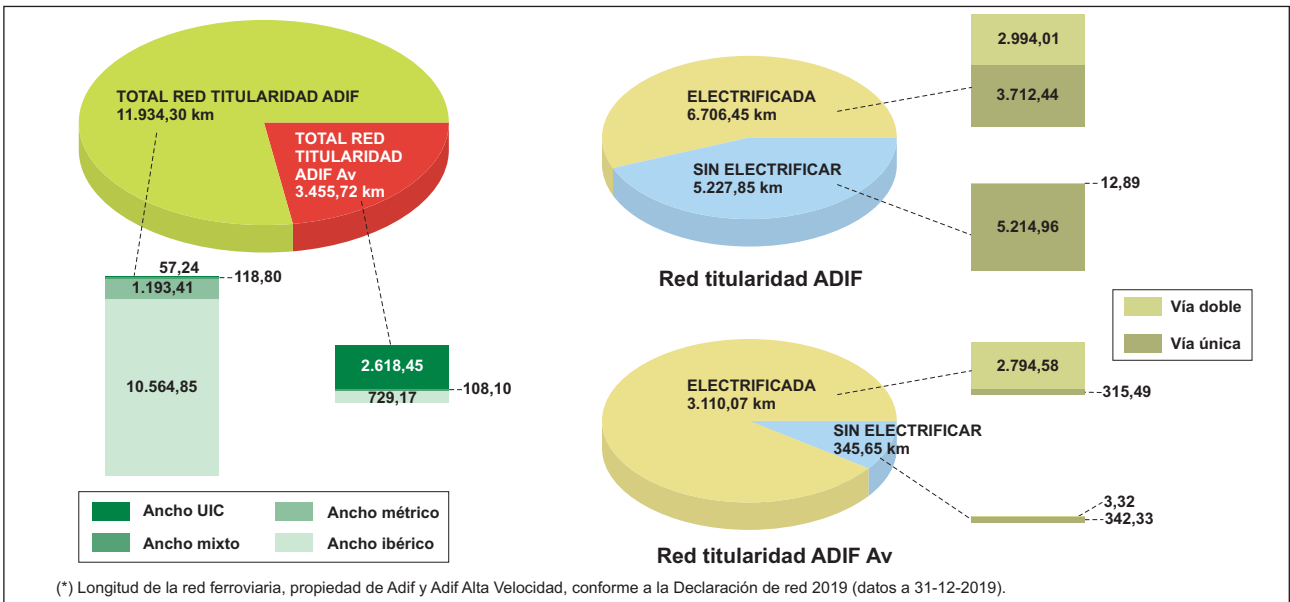 TOTAL RED TITULARIDAD ADIF
11.934,30 km
TOTAL RED
TITULARIDAD
ADIF Av
3.455,72 km
57,24
118,80
1.193,41
10.564,85
2.618,45
108,10
729,17
Ancho UIC
Ancho métrico
Ancho mixto
Ancho ibérico
ELECTRIFICADA
6.706,45 km
SIN ELECTRIFICAR
5.227,85 km
2.994,01
3.712,44
12,89
5.214,96
Red titularidad ADIF
Vía doble
Vía única
ELECTRIFICADA
3.110,07 km
SIN ELECTRIFICAR
345,65 km
2.794,58
315,49
3,32
342,33
Red titularidad ADIF Av
(*) Longitud de la red ferroviaria, propiedad de Adif y Adif Alta Velocidad, conforme a la Declaración de red 2019 (datos a 31-12-2019).